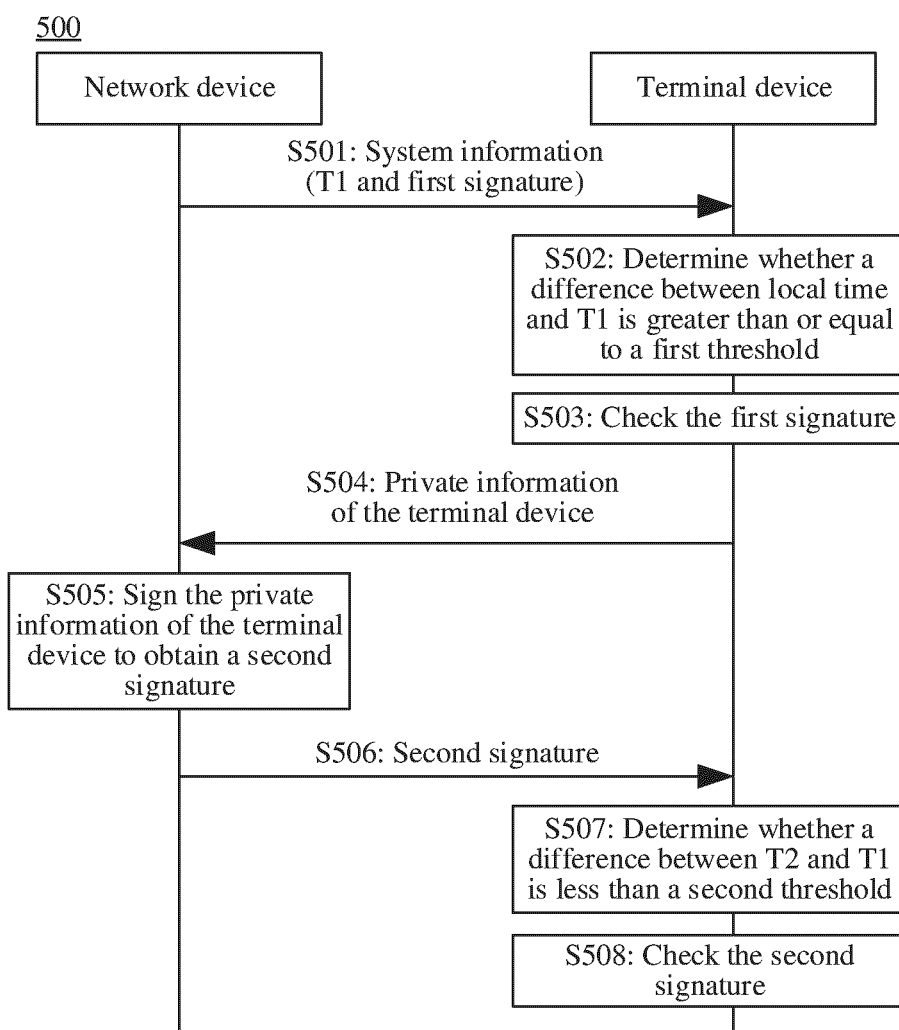 500
Network device
Terminal device
S501: System information
(T1 and first signature)
S502: Determine whether a
difference between local time
and T1 is greater than or equal
to a first threshold
S503: Check the first signature
S504: Private information
of the terminal device
S505: Sign the private
information of the terminal
device to obtain a second
signature
S506: Second signature
S507: Determine whether a
difference between T2 and T1
is less than a second threshold
S508: Check the second
signature